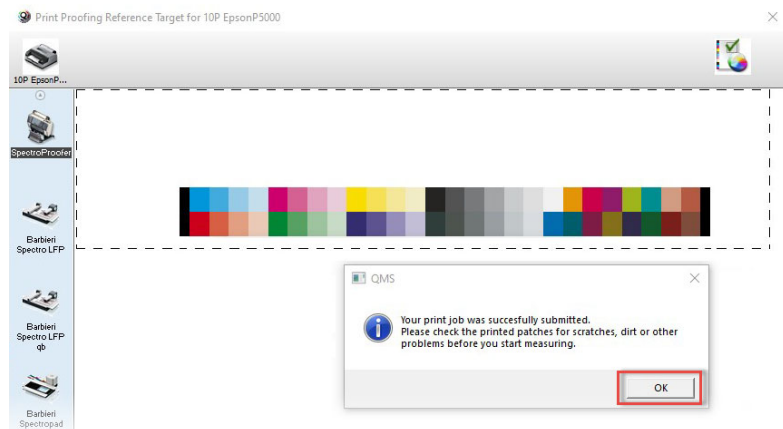 Print Proofing Reference Target for 10P EpsonP5000
10P EpsonP...
SpectroProofer
Barbieri
Spectro LFP
Barbieri
Spectro LFP
qb
Barbieri
Spectropad
QMS
Your print job was succesfully submitted.
Please check the printed patches for scratches, dirt or other
problems before you start measuring.
OK